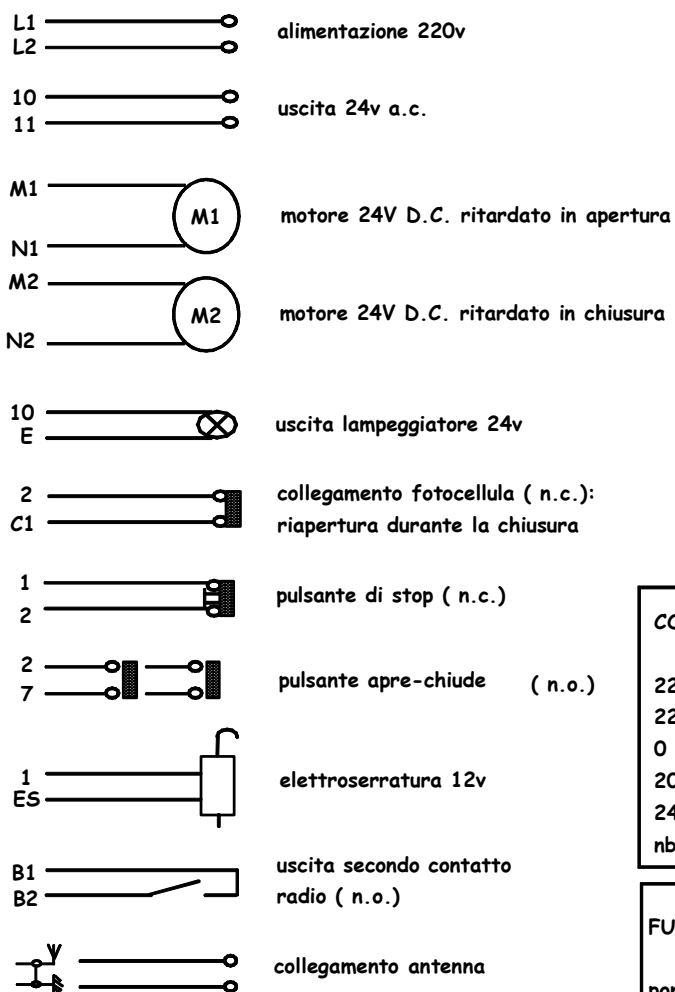 L1
L2
alimentazione 220v
10
11
uscita 24v a.c.
M1
N1
M1
motore 24V D.C. ritardato in apertura
M2
N2
M2
motore 24V D.C. ritardato in chiusura
10
E
uscita lampeggiatore 24v
2
C1
collegamento fotocellula ( n.c.):
riapertura durante la chiusura
1
2
pulsante di stop ( n.c.)
2
7
pulsante apre-chiude ( n.o.)
1
ES
elettroserratura 12v
B1
B2
uscita secondo contatto
radio ( n.o.)
collegamento antenna
0
nb
FU